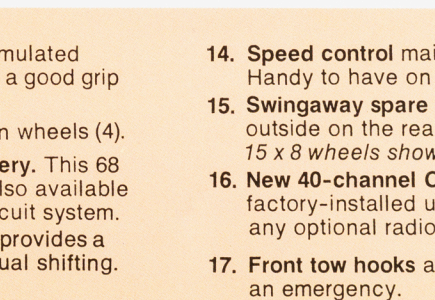 mulated
a good grip
n wheels (4).
ery. This 68
lso available
cuit system.
provides a
ual shifting.
14. Speed control mai
Handy to have on
15. Swingaway spare
outside on the rea
15 x 8 wheels show
16. New 40-channel C
factory-installed u
any optional radio
17. Front tow hooks a
an emergency.